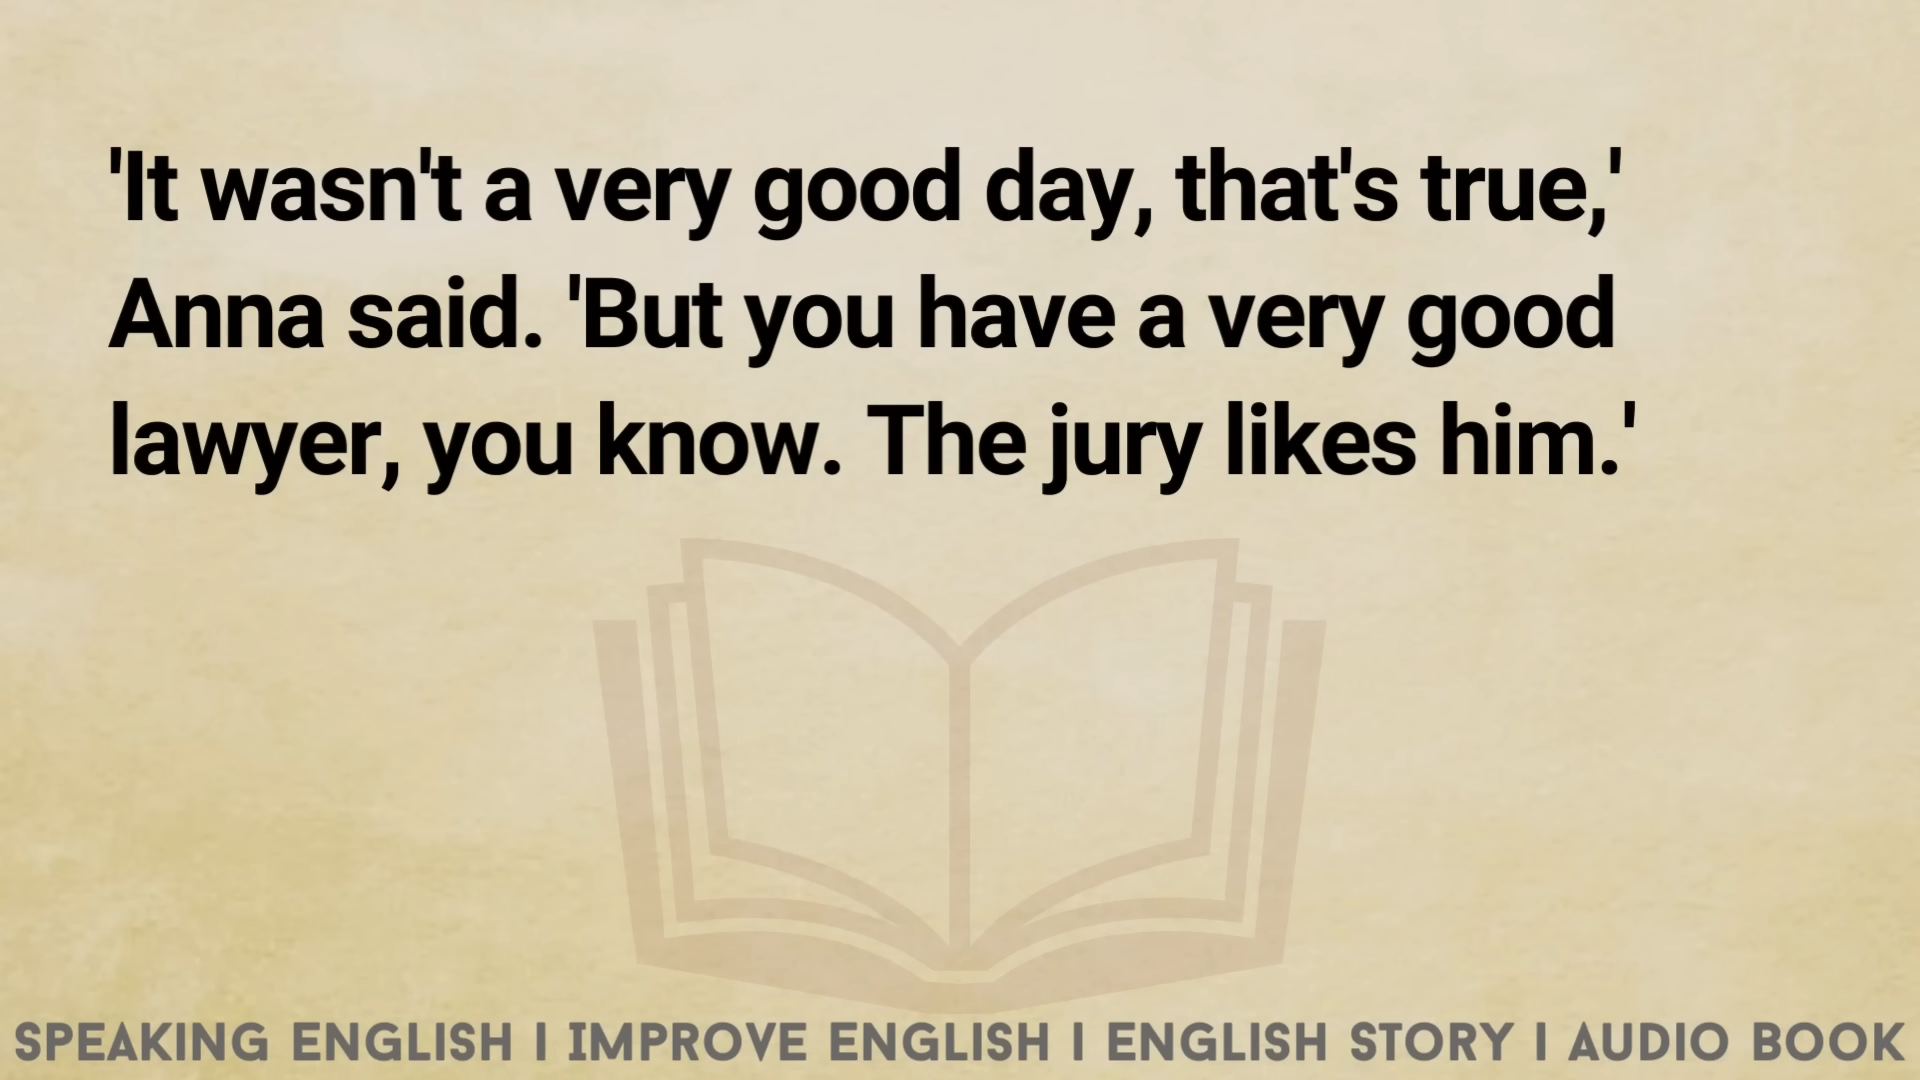 'It wasn't a very good day, that's true,'
Anna said. 'But you have a very good
lawyer, you know. The jury likes him.'
SPEAKING ENGLISH I IMPROVE ENGLISH I ENGLISH STORY I AUDIO BOOK